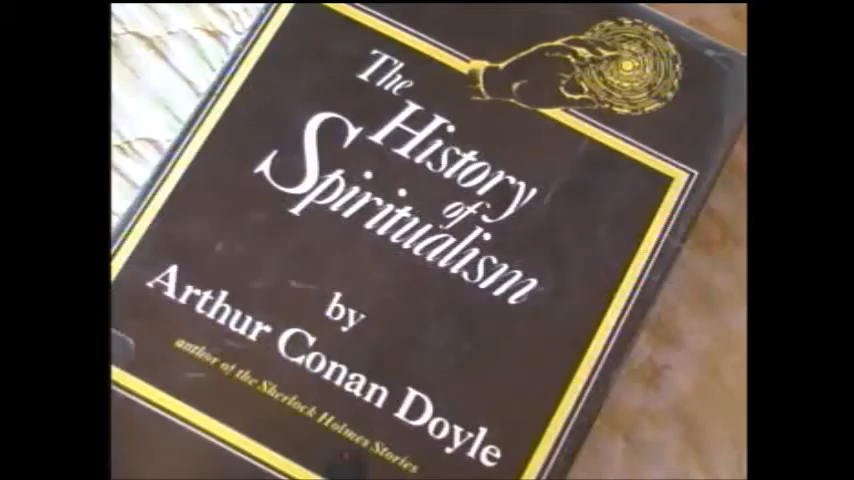 The History
of
Spiritualism
by
Arthur Conan Doyle
author of the Sherlock Holmes Stories